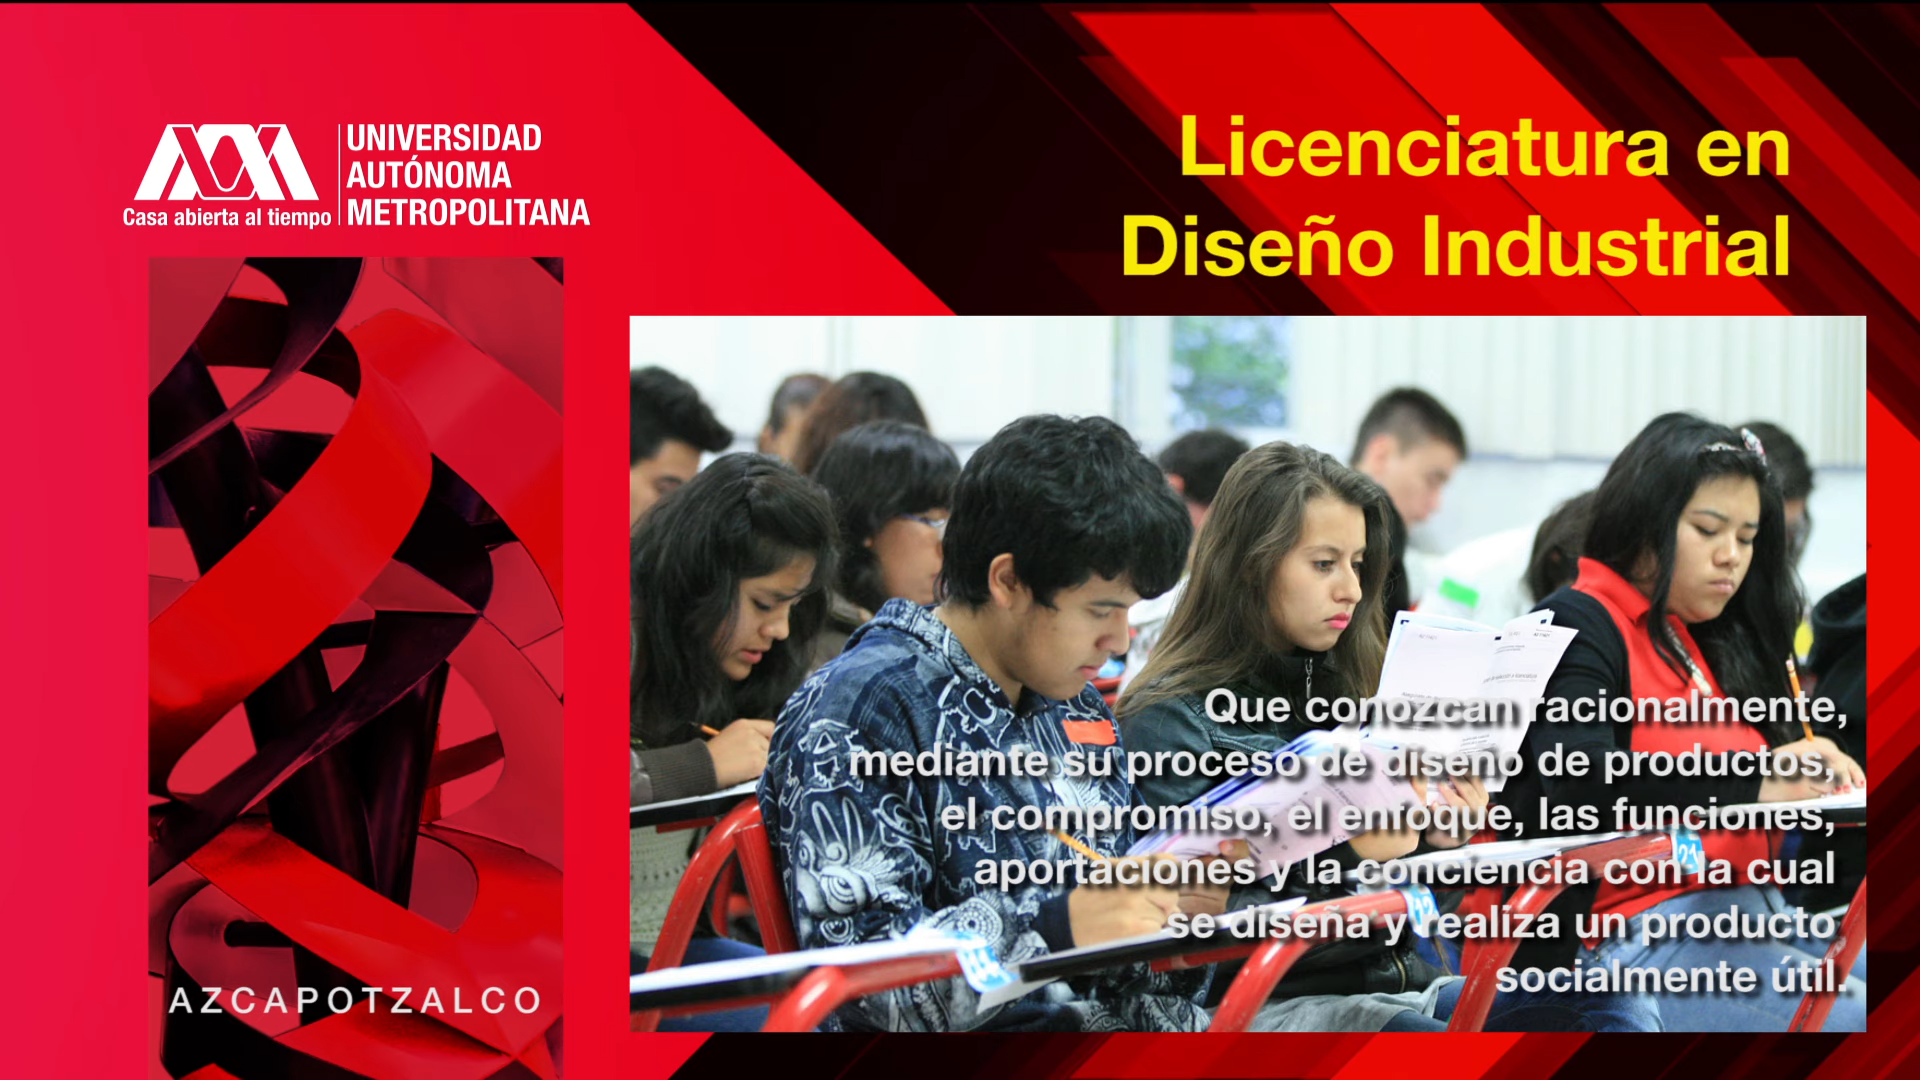 UNIVERSIDAD
AUTÓNOMA
METROPOLITANA
Casa abierta al tiempo
Licenciatura en
Diseño Industrial
Que conozcan racionalmente,
mediante su proceso de diseño de productos,
el compromiso, el enfoque, las funciones,
aportaciones y la conciencia con la cual
se diseña y realiza un producto
socialmente útil.
21
12
AZCAPOTZALCO